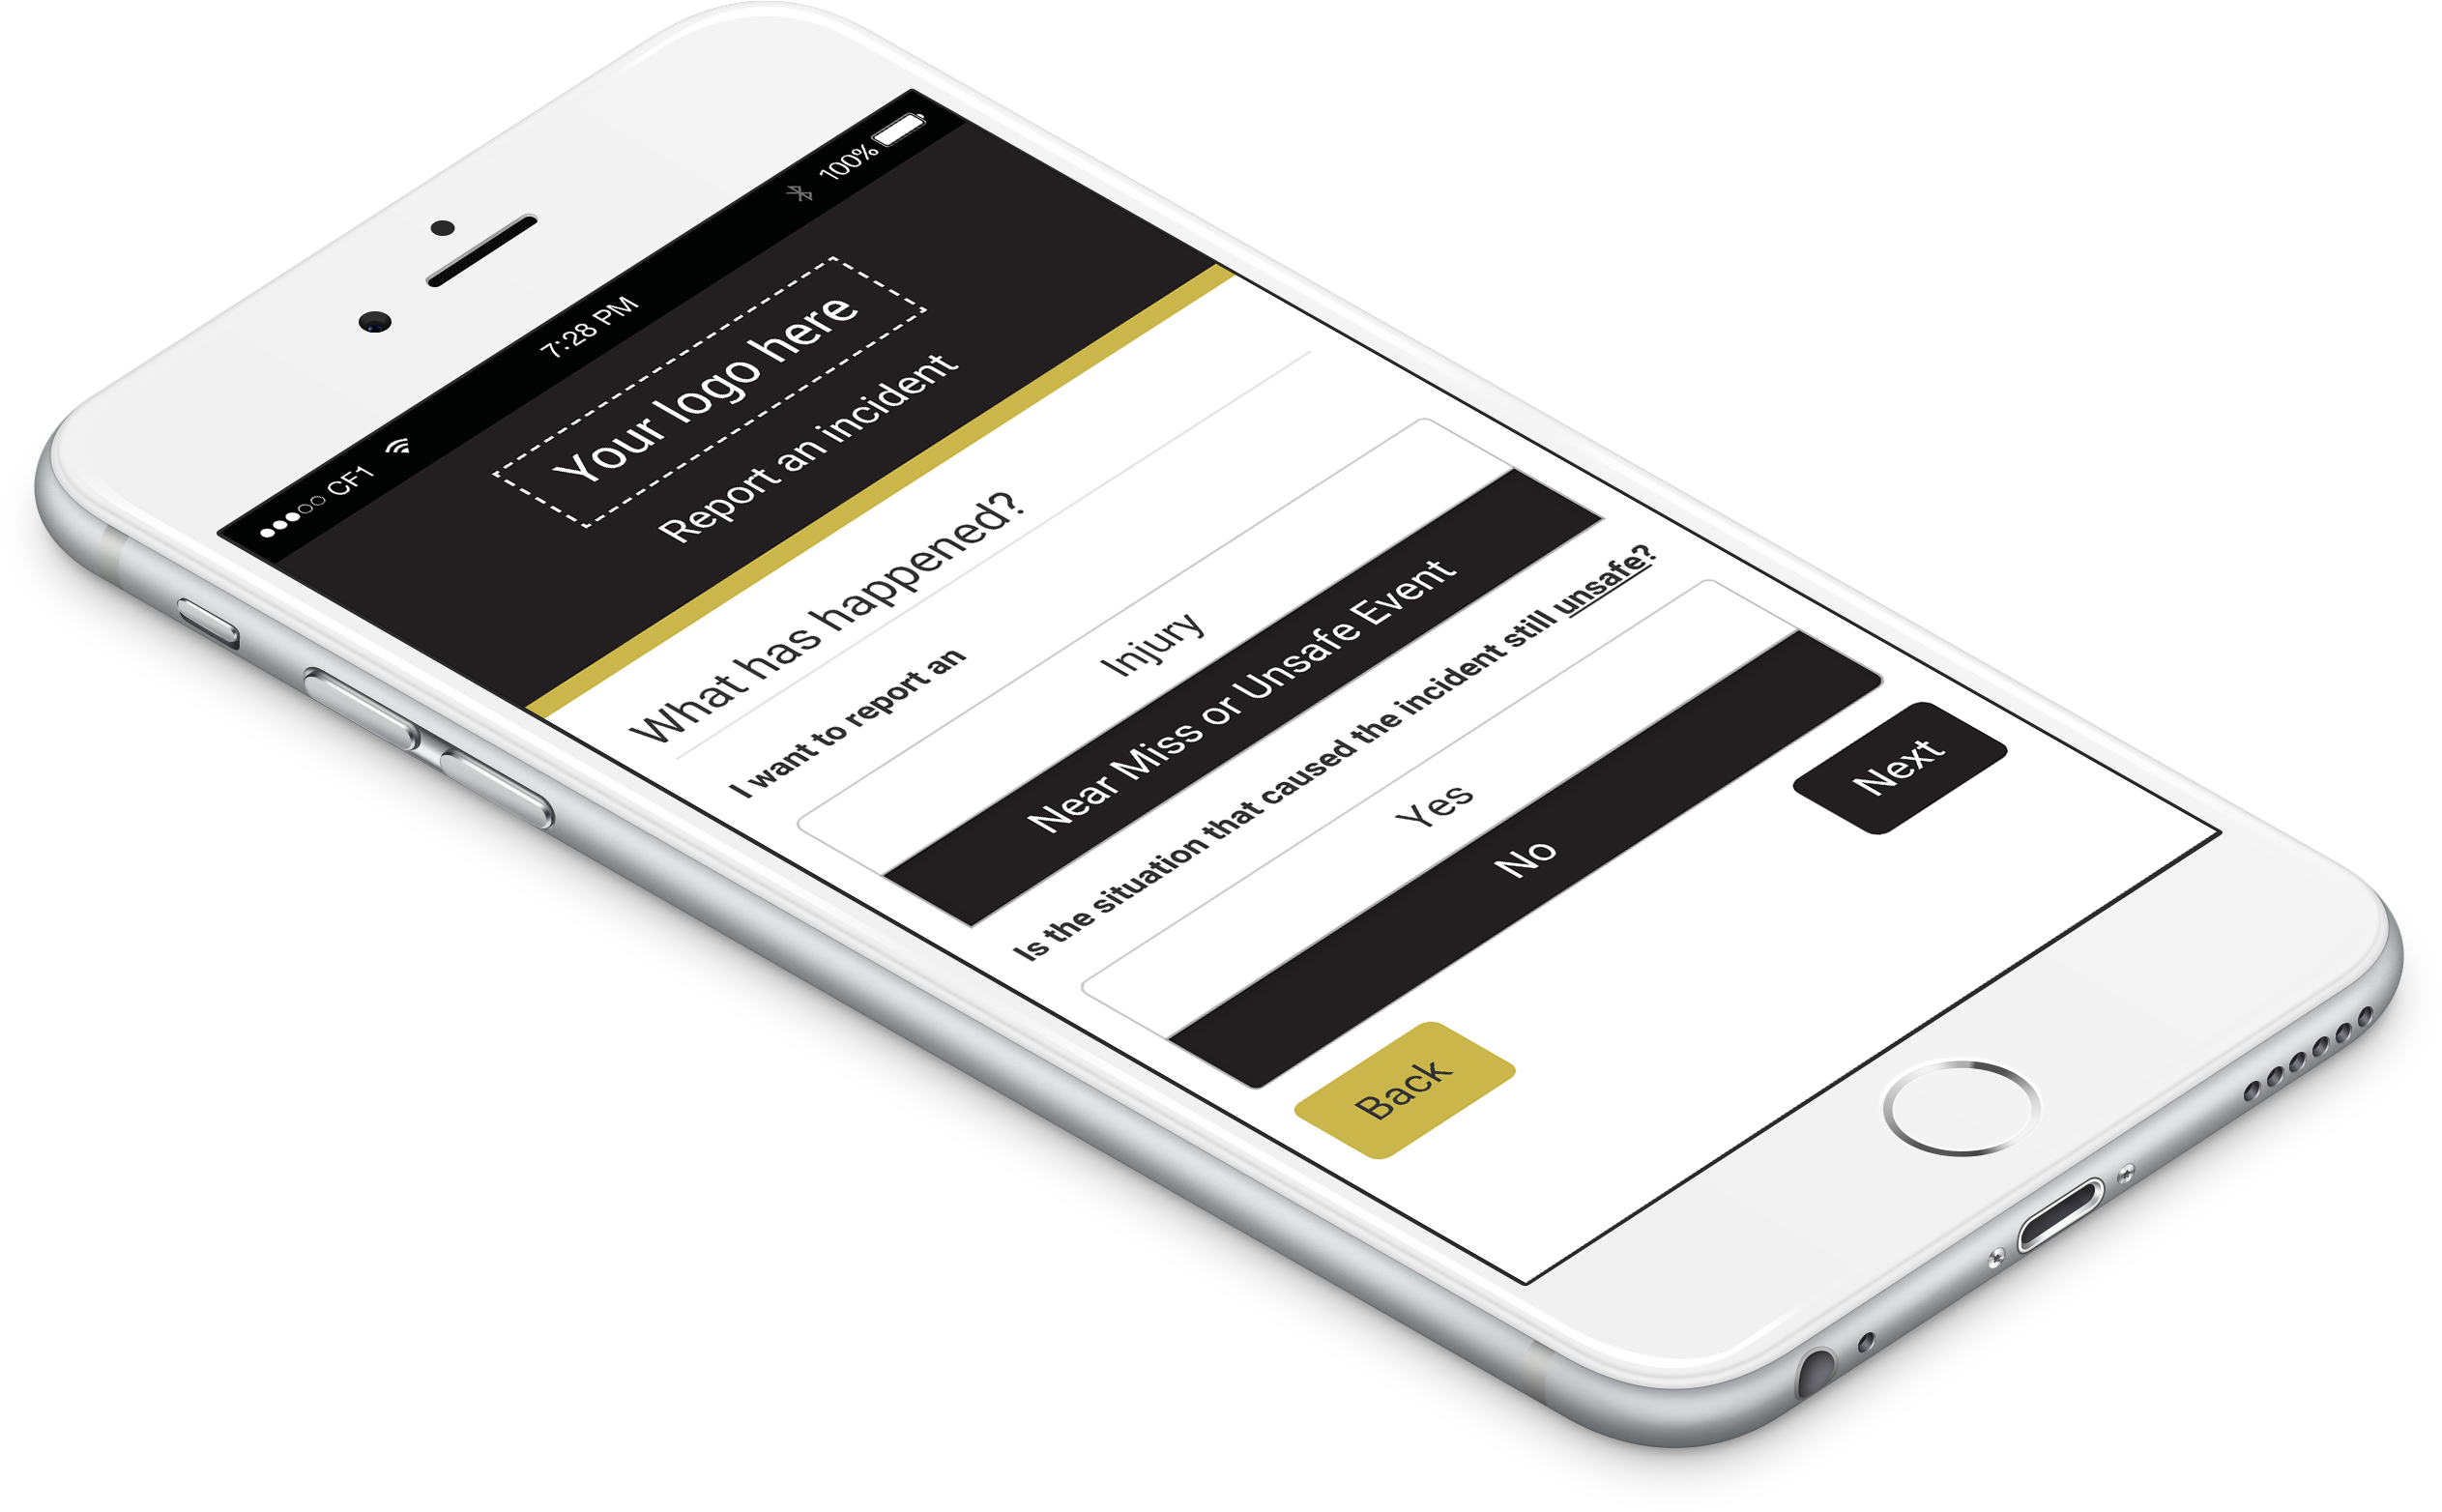 CF1 7:28 PM 100%
Your logo here
Report an incident
What has happened?
I want to report an
Injury
Near Miss or Unsafe Event
Is the situation that caused the incident still unsafe?
Yes
No
Back Next